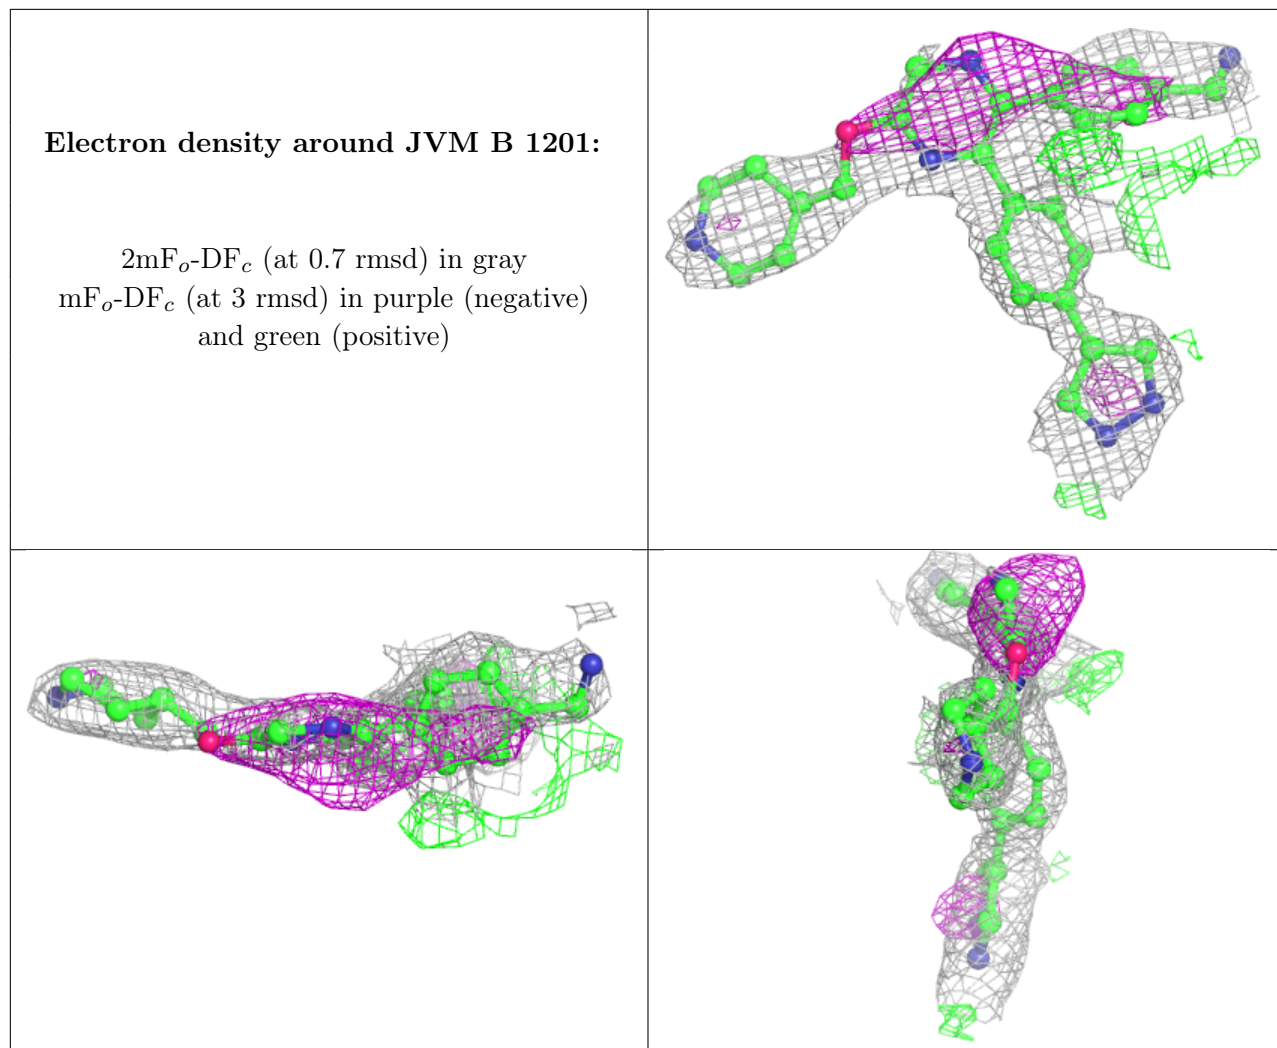 Electron density around JVM B 1201:
2mFo-DFc (at 0.7 rmsd) in gray
mFo-DFc (at 3 rmsd) in purple (negative)
and green (positive)